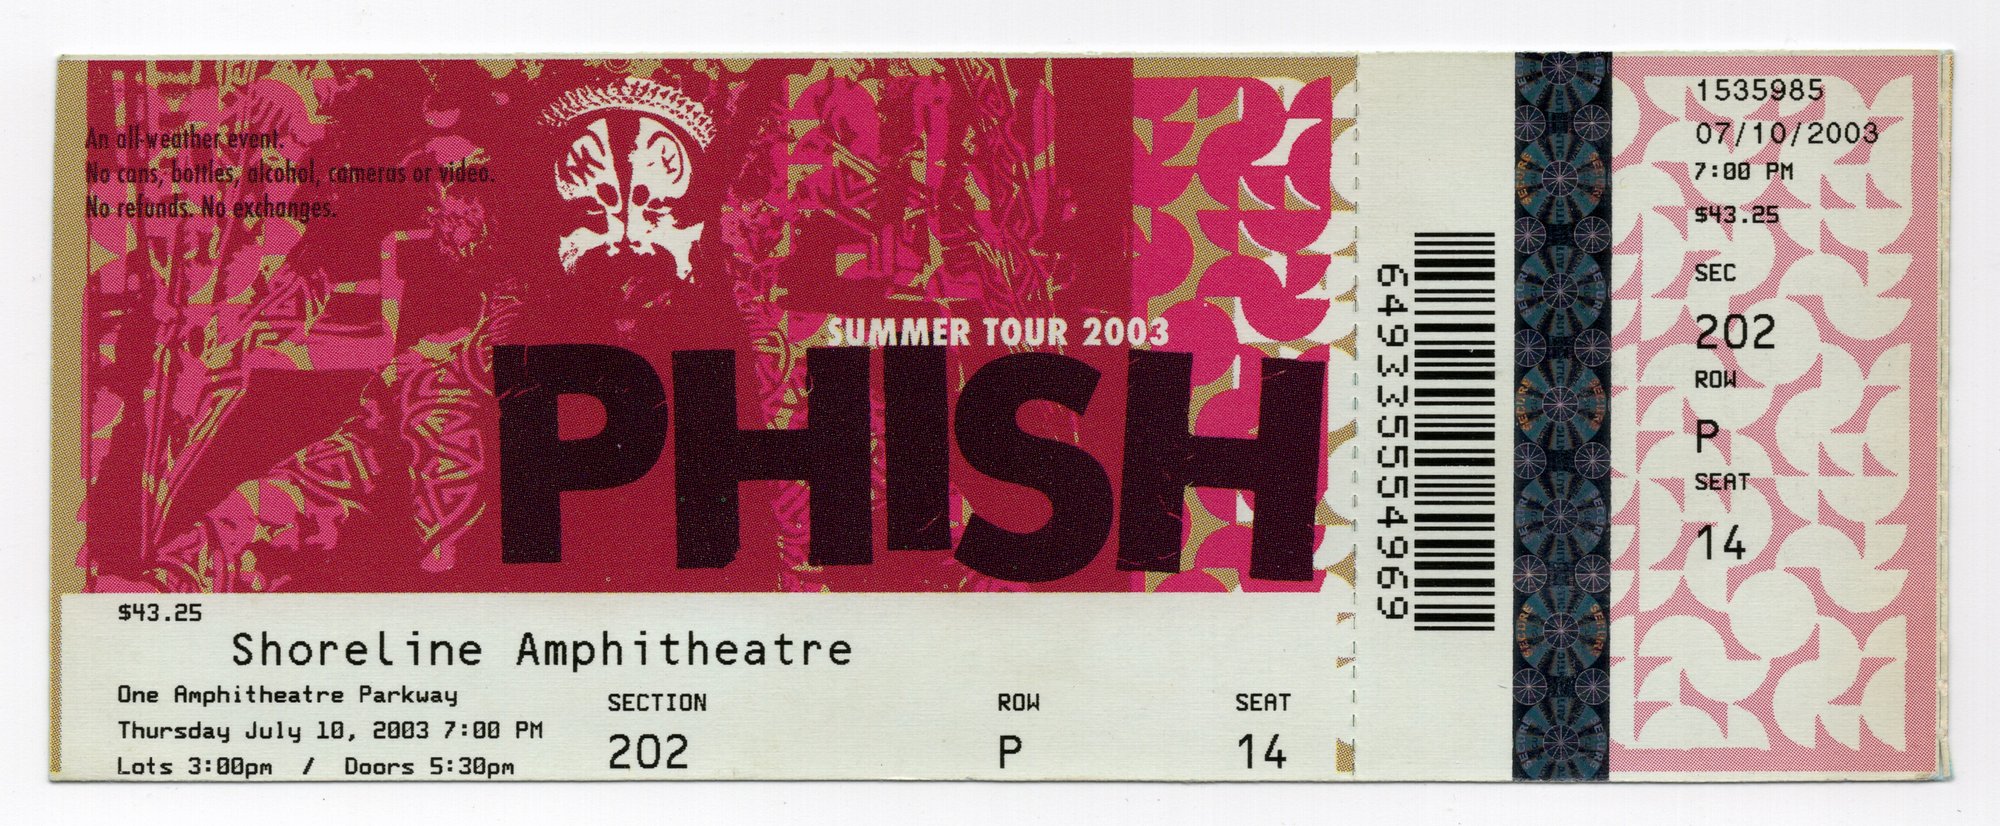 An all-weather event.
No cans, bottles, alcohol, cameras or video.
No refunds. No exchanges.
SUMMER TOUR 2003
PHISH
$43.25
Shoreline Amphitheatre
One Amphitheatre Parkway
Thursday July 10, 2003 7:00 PM
Lots 3:00pm / Doors 5:30pm
SECTION
202
ROW
P
SEAT
14
649335554969
SECURE
1535985
07/10/2003
7:00 PM
$43.25
SEC
202
ROW
P
SEAT
14